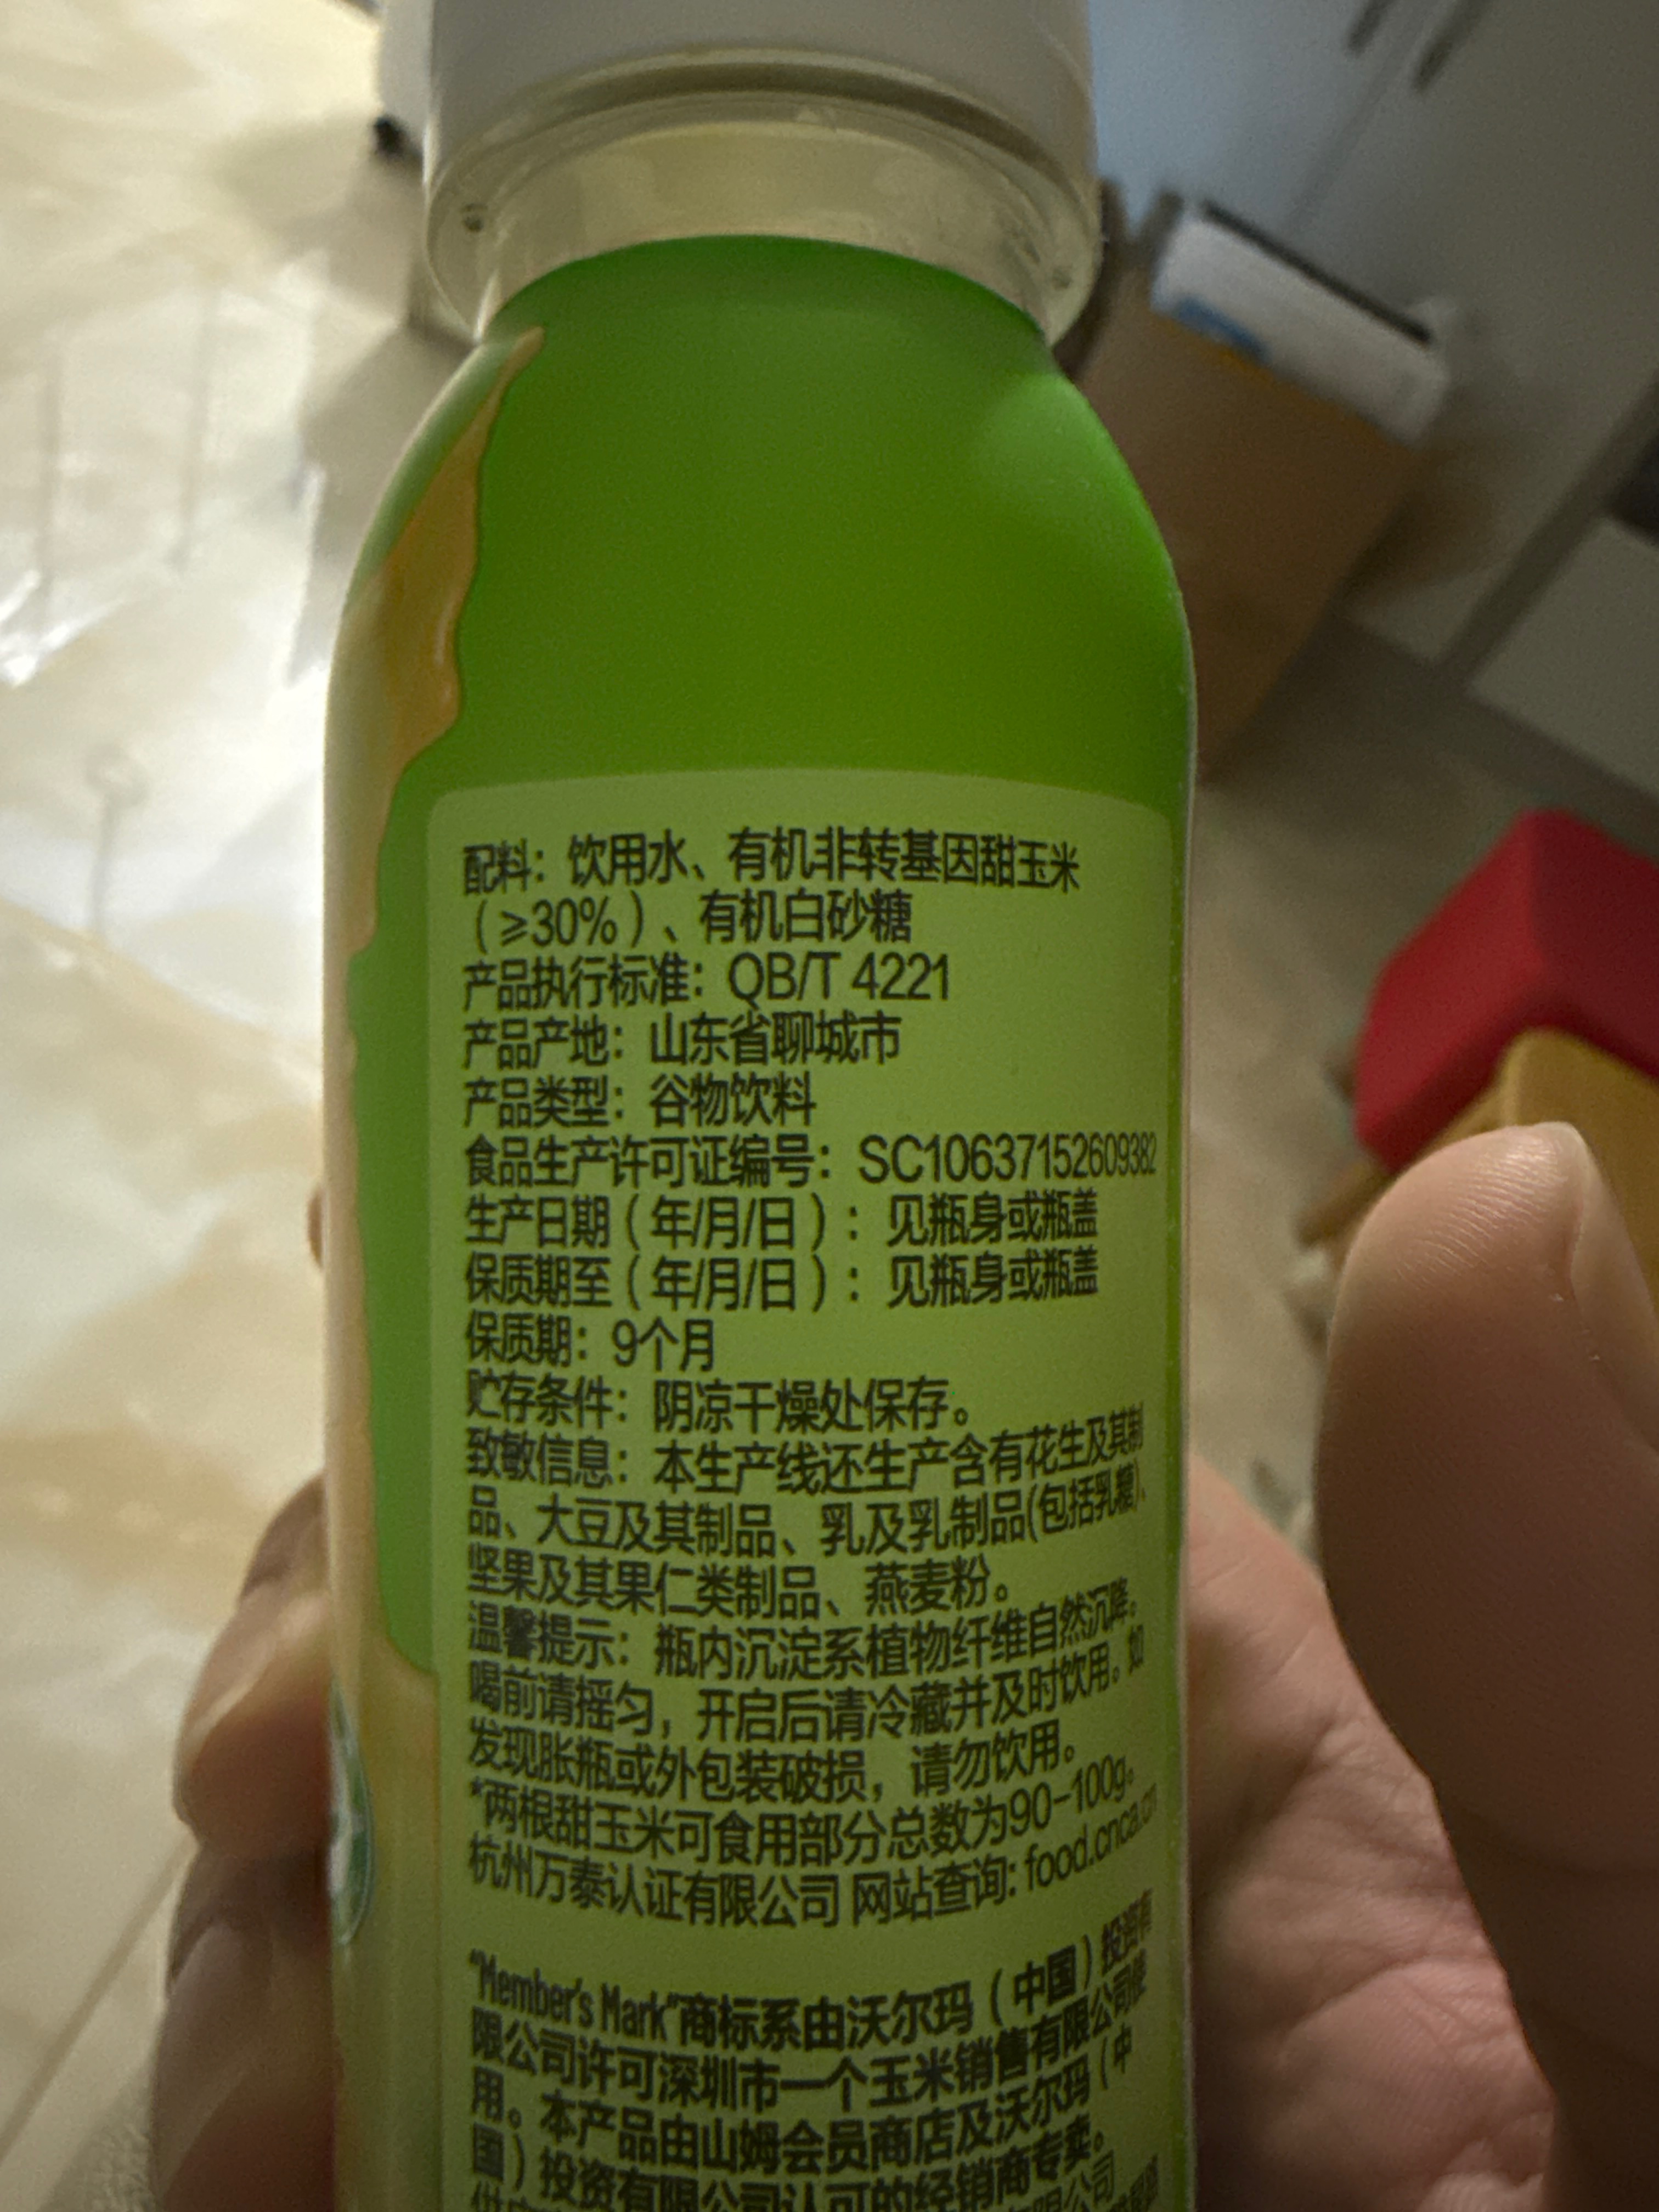 配料：饮用水、有机非转基因甜玉米
（≥30%）、有机白砂糖
产品执行标准：QB/T 4221
产品产地：山东省聊城市
产品类型：谷物饮料
食品生产许可证编号：SC10637152609382
生产日期（年/月/日）：见瓶身或瓶盖
保质期至（年/月/日）：见瓶身或瓶盖
保质期：9个月
贮存条件：阴凉干燥处保存。
致敏信息：本生产线还生产含有花生及其制
品、大豆及其制品、乳及乳制品(包括乳糖)、
坚果及其果仁类制品、燕麦粉。
温馨提示：瓶内沉淀系植物纤维自然沉降。
喝前请摇匀，开启后请冷藏并及时饮用。如
发现胀瓶或外包装破损，请勿饮用。
*两根甜玉米可食用部分总数为90-100g。
杭州万泰认证有限公司 网站查询: food.cnca.cn
"Member's Mark"商标系由沃尔玛（中国）投资有
限公司许可深圳市一个玉米销售有限公司使
用。本产品由山姆会员商店及沃尔玛（中
国）投资有限公司认可的经销商专卖。